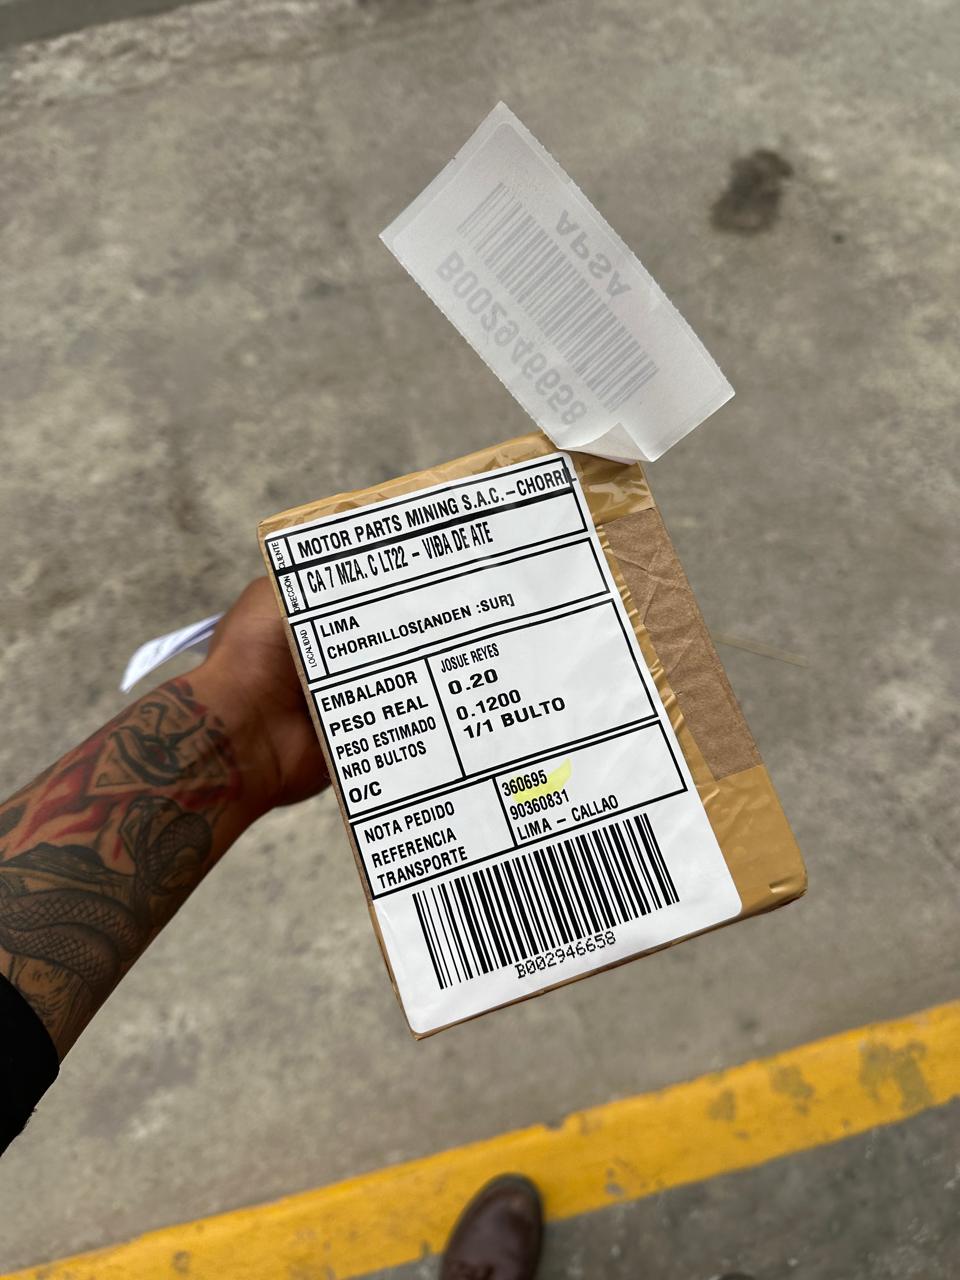 APSA
B002946658
CLIENTE
MOTOR PARTS MINING S.A.C.-CHORRIL
DIRECCION
CA 7 MZA. C LT22 - VIBA DE ATE
LOCALIDAD
LIMA
CHORRILLOS[ANDEN :SUR]
EMBALADOR JOSUE REYES
PESO REAL 0.20
PESO ESTIMADO 0.1200
NRO BULTOS 1/1 BULTO
O/C
NOTA PEDIDO 360695
REFERENCIA 90360831
TRANSPORTE LIMA - CALLAO
B002946658